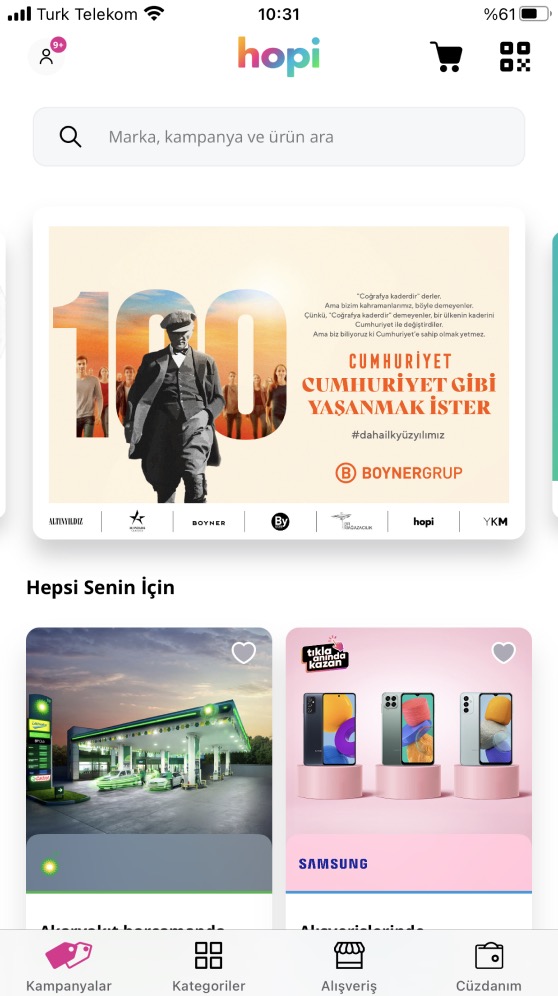 Turk Telekom
10:31
%61
9+
hopi
Marka, kampanya ve ürün ara
100
"Coğrafya kaderdir" derler.
Ama bizim kahramanlarımız, böyle demeyenler.
Çünkü, "Coğrafya kaderdir" demeyenler, bir ülkenin kaderini
Cumhuriyet ile değiştirdiler.
Ama biz biliyoruz ki Cumhuriyet'e sahip olmak yetmez.
CUMHURİYET
CUMHURİYET GİBİ
YAŞANMAK İSTER
#dahailkyüzyılımız
B BOYNERGRUP
ALTINYILDIZ
BOYNER
By
hopi
YKM
Hepsi Senin İçin
tıkla
anında
kazan
SAMSUNG
Akaryakıt harcamanda
Alışverişlerinde
Kampanyalar
Kategoriler
Alışveriş
Cüzdanım